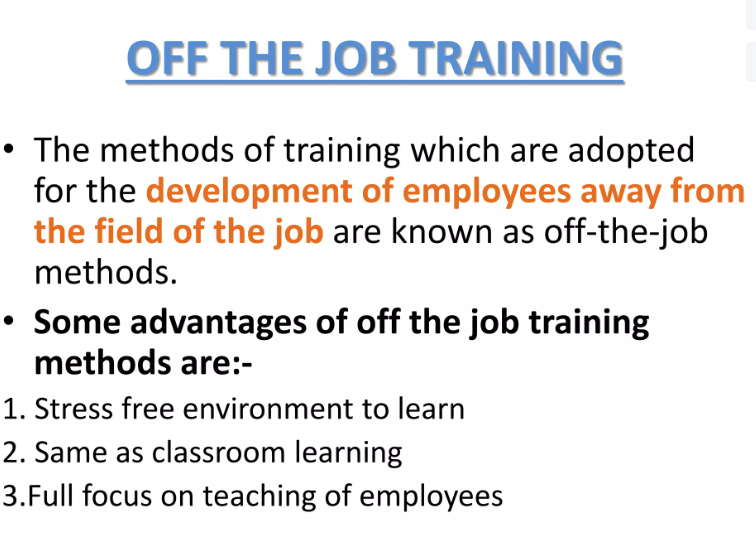 OFF THE JOB TRAINING
• The methods of training which are adopted
for the development of employees away from
the field of the job are known as off-the-job
methods.
• Some advantages of off the job training
methods are:-
1. Stress free environment to learn
2. Same as classroom learning
3.Full focus on teaching of employees